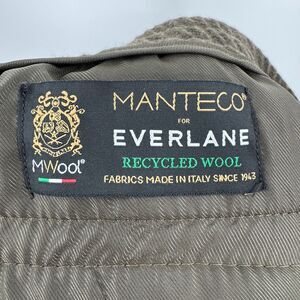 MANTECO®
FOR
EVERLANE
RECYCLED WOOL
MWool®
FABRICS MADE IN ITALY SINCE 1943